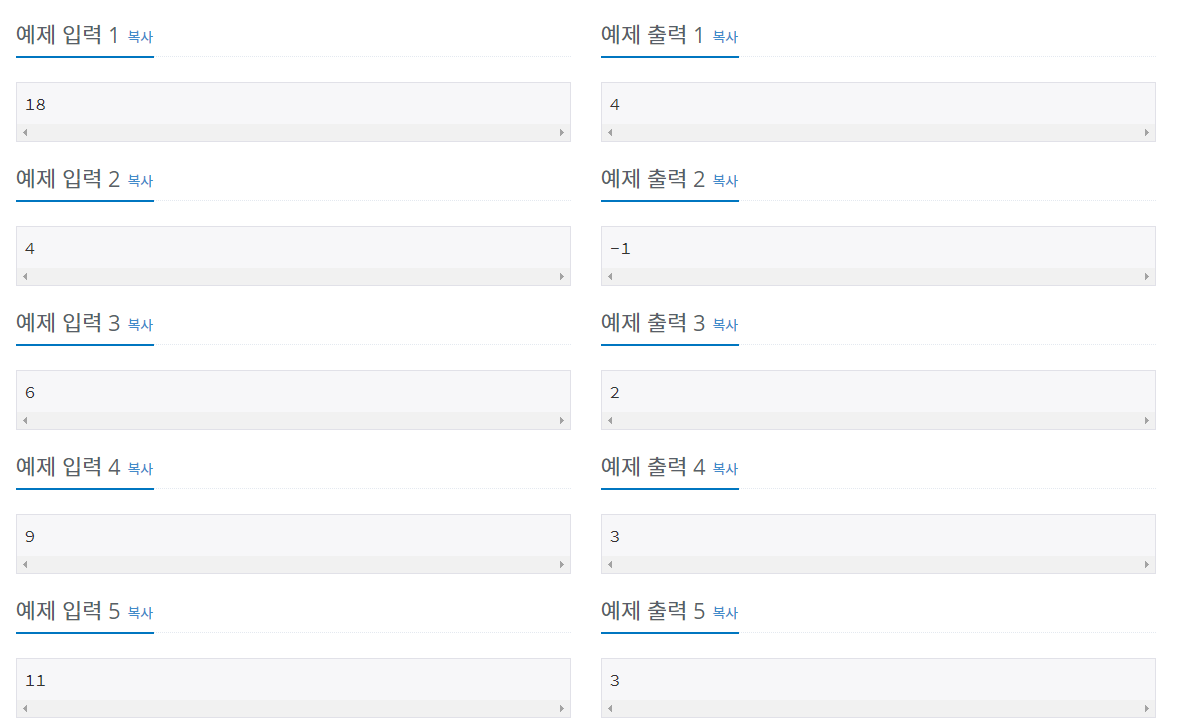 예제 입력 1 복사
예제 출력 1 복사
18
4
예제 입력 2 복사
예제 출력 2 복사
4
-1
예제 입력 3 복사
예제 출력 3 복사
6
2
예제 입력 4 복사
예제 출력 4 복사
9
3
예제 입력 5 복사
예제 출력 5 복사
11
3